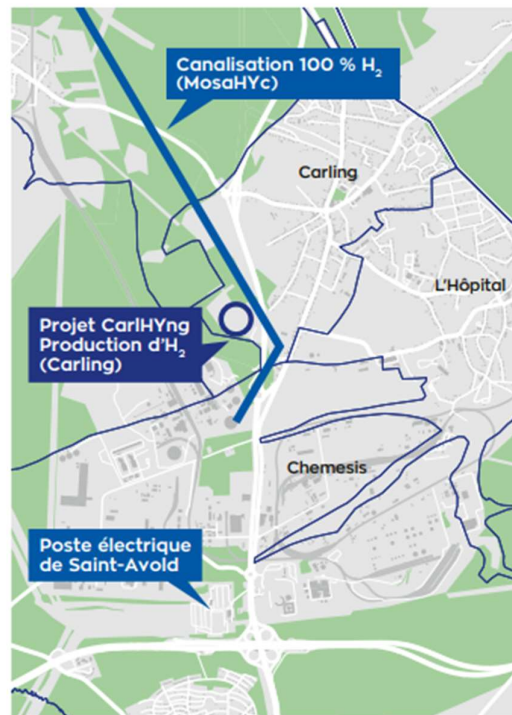 Canalisation 100 % H₂
(MosaHYc)
Carling
L'Hôpital
Projet CarlHYng
Production d'H₂
(Carling)
Chemesis
Poste électrique
de Saint-Avold